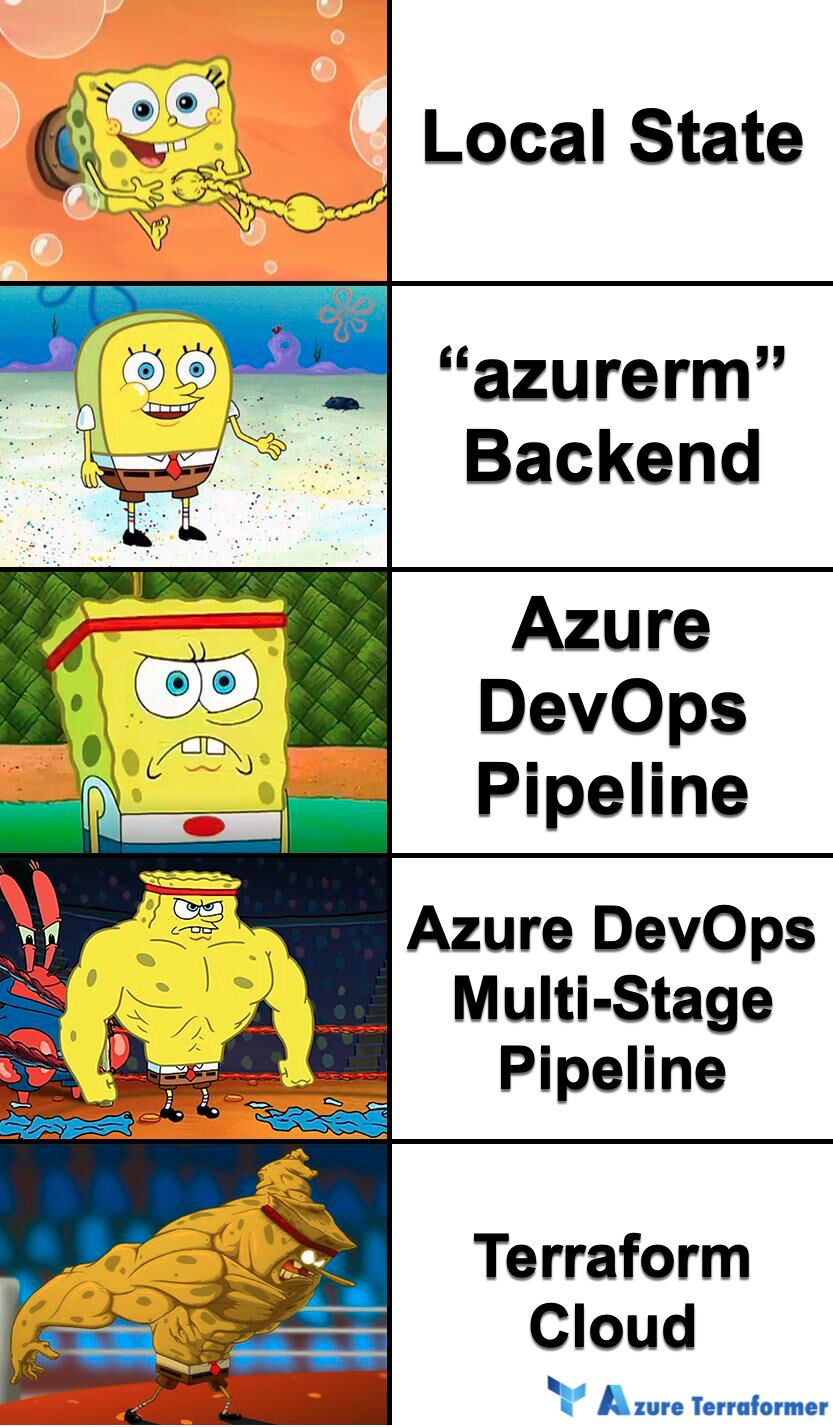 Local State
“azurerm”
Backend
Azure
DevOps
Pipeline
Azure DevOps
Multi-Stage
Pipeline
Terraform
Cloud
Azure Terraformer